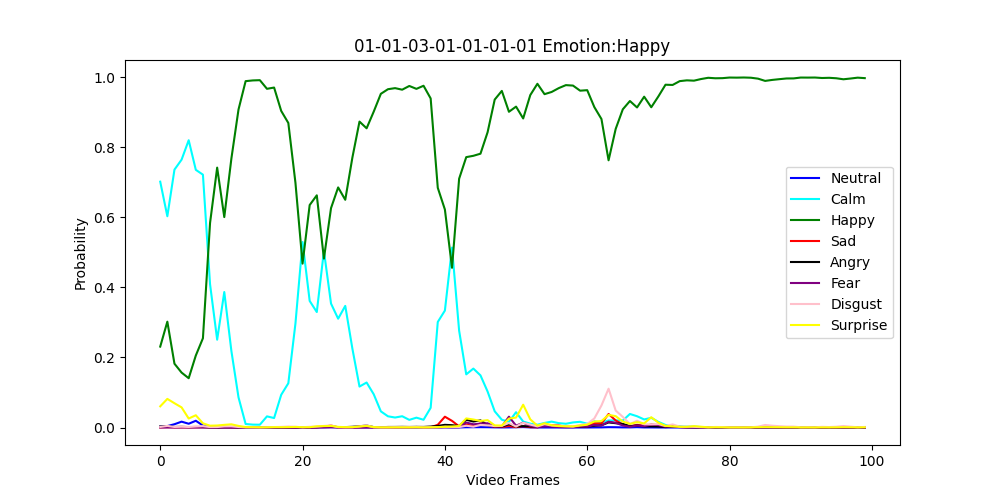 01-01-03-01-01-01-01 Emotion:Happy
1.0
0.8
0.6
0.4
0.2
0.0
Probability
0
20
40
60
80
100
Video Frames
Neutral
Calm
Happy
Sad
Angry
Fear
Disgust
Surprise